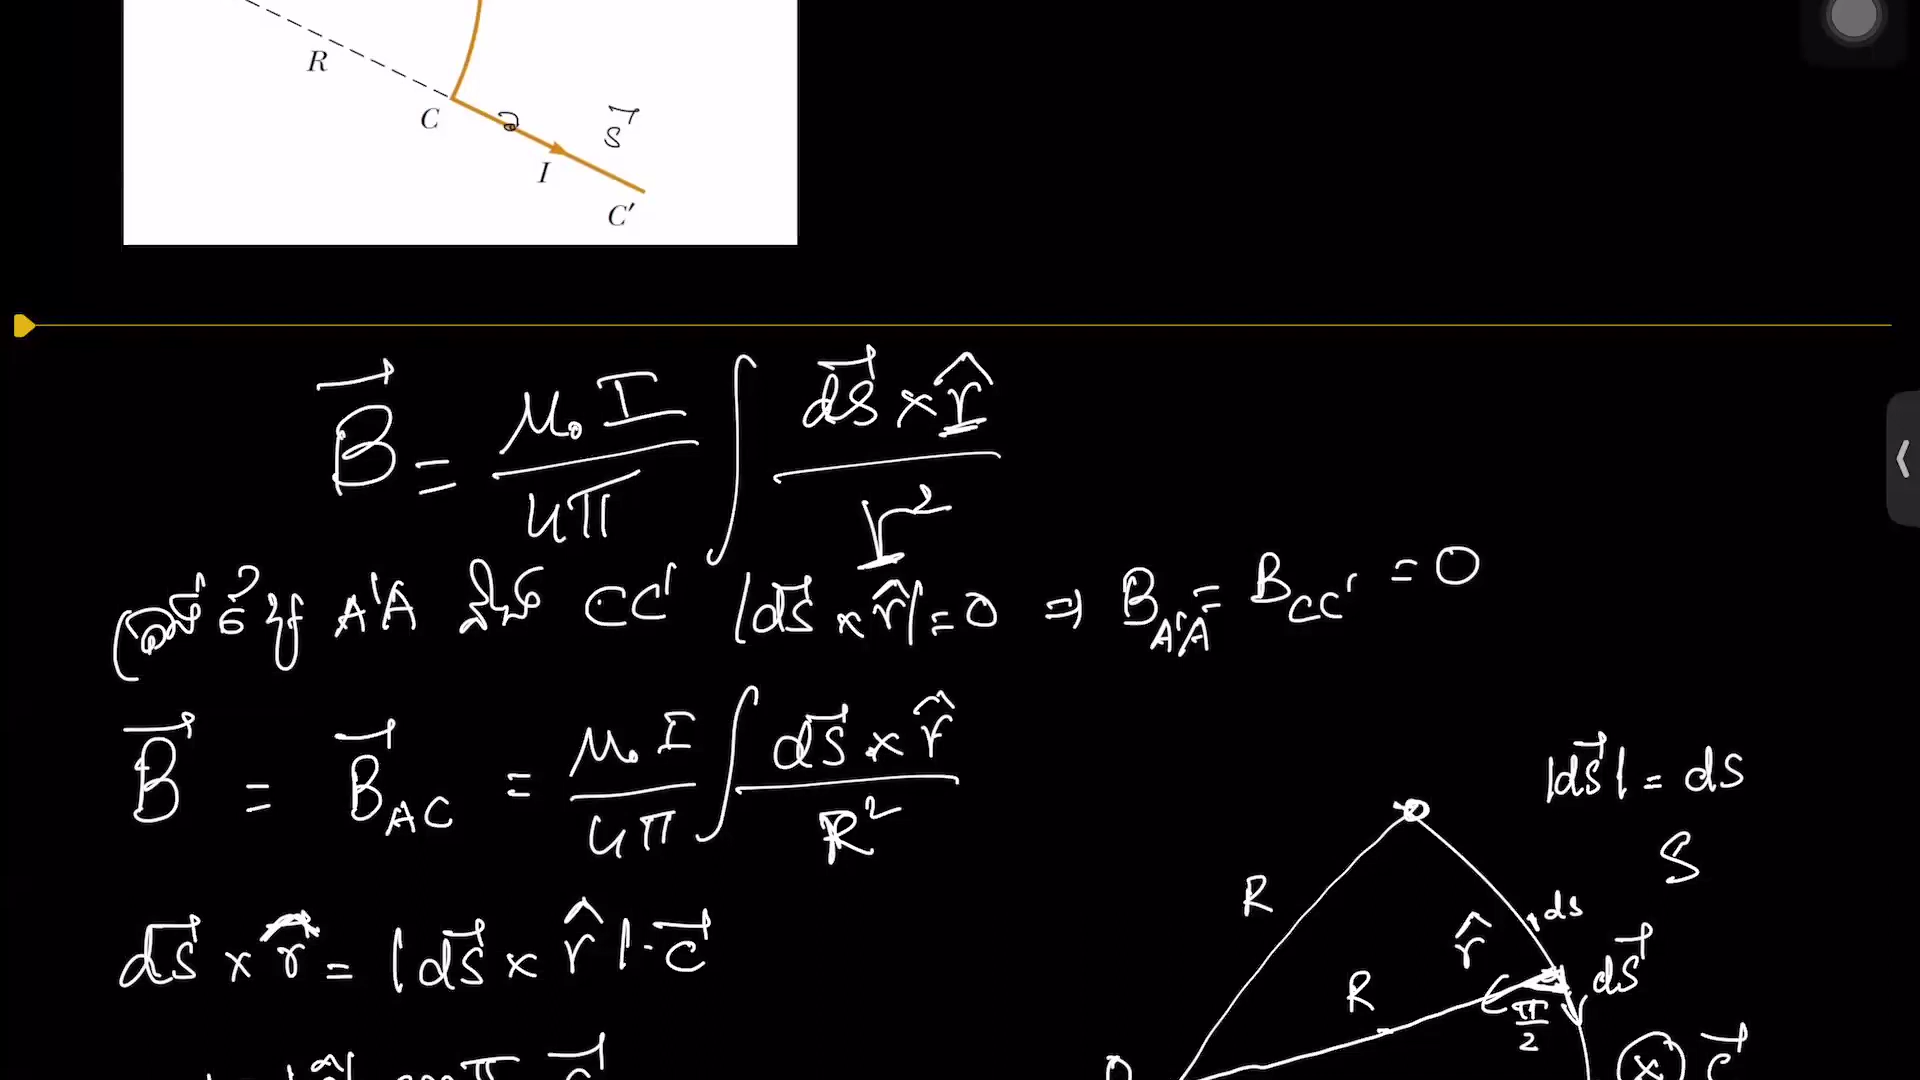 R
C
s⃗
I
C′
B⃗ = μ₀I/4π ∫ ds⃗ × r̂ / r²
A'A CC' |ds⃗ × r̂| = 0 ⇒ B_A'A = B_CC' = 0
B⃗ = B⃗_AC = μ₀I/4π ∫ ds⃗ × r̂ / R²
|ds⃗| = ds
S
R
ds
r̂
ds⃗
ds⃗ × r̂ = |ds⃗ × r̂| · c⃗
R
π/2
c⃗